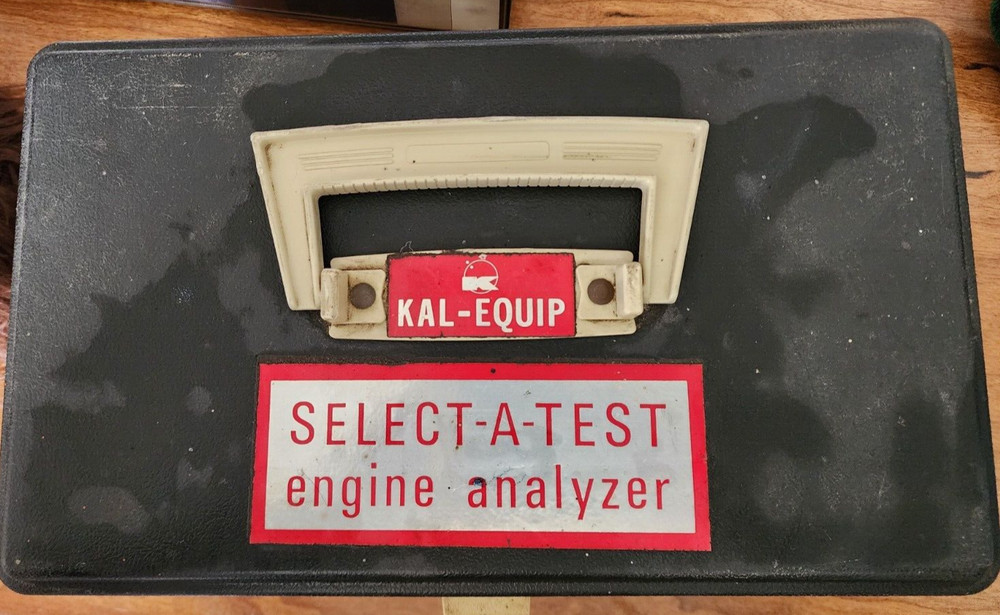 KAL-EQUIP
SELECT-A-TEST
engine analyzer